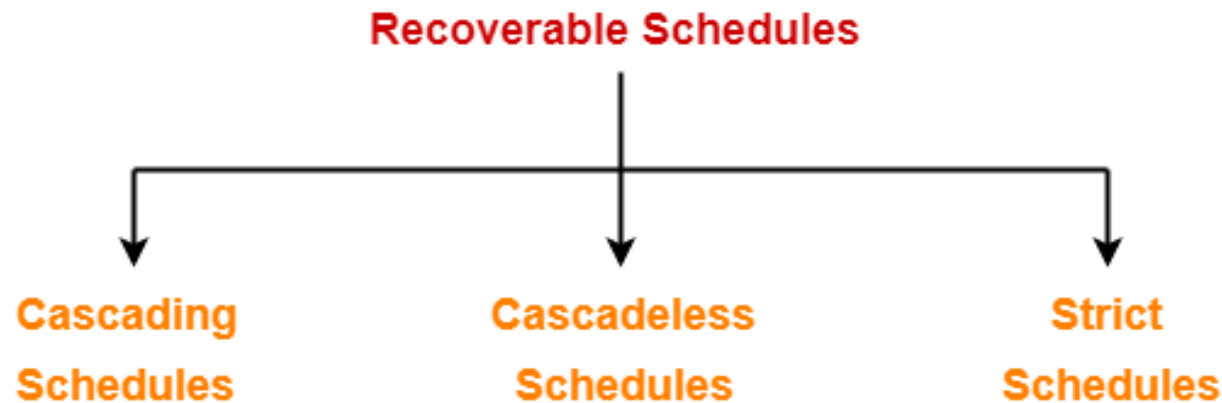 Recoverable Schedules
Cascading
Schedules
Cascadeless
Schedules
Strict
Schedules